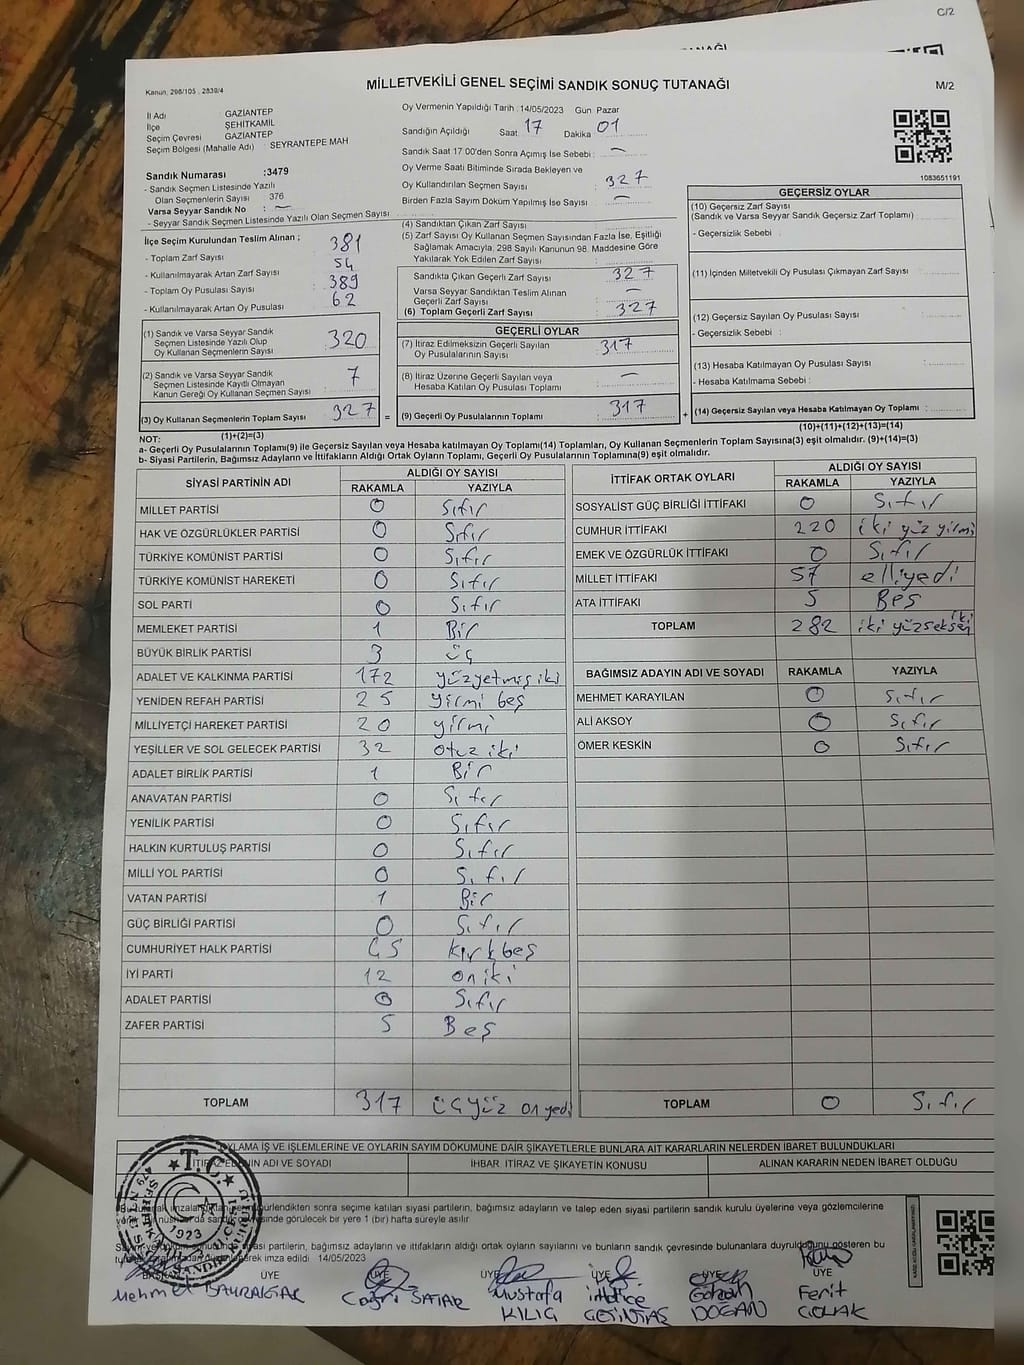 C/2
Kanun: 298/105 , 2839/4
MİLLETVEKİLİ GENEL SEÇİMİ SANDIK SONUÇ TUTANAĞI
M/2
İl Adı GAZİANTEP
İlçe ŞEHİTKAMİL
Seçim Çevresi GAZİANTEP
Seçim Bölgesi (Mahalle Adı) : SEYRANTEPE MAH
Sandık Numarası :3479
- Sandık Seçmen Listesinde Yazılı
Olan Seçmenlerin Sayısı 376
Varsa Seyyar Sandık No : –
- Seyyar Sandık Seçmen Listesinde Yazılı Olan Seçmen Sayısı
İlçe Seçim Kurulundan Teslim Alınan ;
- Toplam Zarf Sayısı 381
- Kullanılmayarak Artan Zarf Sayısı 54
- Toplam Oy Pusulası Sayısı 389
- Kullanılmayarak Artan Oy Pusulası 62
(1) Sandık ve Varsa Seyyar Sandık
Seçmen Listesinde Yazılı Olup
Oy Kullanan Seçmenlerin Sayısı 320
(2) Sandık ve Varsa Seyyar Sandık
Seçmen Listesinde Kayıtlı Olmayan
Kanun Gereği Oy Kullanan Seçmen Sayısı 7
(3) Oy Kullanan Seçmenlerin Toplam Sayısı 327 =
(1)+(2)=(3)
Oy Vermenin Yapıldığı Tarih : 14/05/2023 Gün Pazar
Sandığın Açıldığı Saat 17 Dakika 01
Sandık Saat 17:00'den Sonra Açımış İse Sebebi : –
Oy Verme Saati Bitiminde Sırada Bekleyen ve
Oy Kullandırılan Seçmen Sayısı : 327
Birden Fazla Sayım Döküm Yapılmış İse Sayısı : –
(4) Sandıktan Çıkan Zarf Sayısı
(5) Zarf Sayısı Oy Kullanan Seçmen Sayısından Fazla İse, Eşitliği
Sağlamak Amacıyla, 298 Sayılı Kanunun 98. Maddesine Göre
Yakılarak Yok Edilen Zarf Sayısı :
Sandıkta Çıkan Geçerli Zarf Sayısı : 327
Varsa Seyyar Sandıktan Teslim Alınan
Geçerli Zarf Sayısı : –
(6) Toplam Geçerli Zarf Sayısı : 327
GEÇERLİ OYLAR
(7) İtiraz Edilmeksizin Geçerli Sayılan
Oy Pusulalarının Sayısı : 317
(8) İtiraz Üzerine Geçerli Sayılan veya
Hesaba Katılan Oy Pusulası Toplamı : –
(9) Geçerli Oy Pusulalarının Toplamı : 317 +
1083651191
GEÇERSİZ OYLAR
(10) Geçersiz Zarf Sayısı
(Sandık ve Varsa Seyyar Sandık Geçersiz Zarf Toplamı)
- Geçersizlik Sebebi :
(11) İçinden Milletvekili Oy Pusulası Çıkmayan Zarf Sayısı
(12) Geçersiz Sayılan Oy Pusulası Sayısı :
- Geçersizlik Sebebi :
(13) Hesaba Katılmayan Oy Pusulası Sayısı :
- Hesaba Katılmama Sebebi :
(14) Geçersiz Sayılan veya Hesaba Katılmayan Oy Toplamı :
(10)+(11)+(12)+(13)=(14)
NOT:
a- Geçerli Oy Pusulalarının Toplamı(9) ile Geçersiz Sayılan veya Hesaba katılmayan Oy Toplamı(14) Toplamları, Oy Kullanan Seçmenlerin Toplam Sayısına(3) eşit olmalıdır. (9)+(14)=(3)
b- Siyasi Partilerin, Bağımsız Adayların ve İttifakların Aldığı Ortak Oyların Toplamı, Geçerli Oy Pusulalarının Toplamına(9) eşit olmalıdır.
SİYASİ PARTİNİN ADI ALDIĞI OY SAYISI
RAKAMLA YAZIYLA
MİLLET PARTİSİ 0 Sıfır
HAK VE ÖZGÜRLÜKLER PARTİSİ 0 Sıfır
TÜRKİYE KOMÜNİST PARTİSİ 0 Sıfır
TÜRKİYE KOMÜNİST HAREKETİ 0 Sıfır
SOL PARTİ 0 Sıfır
MEMLEKET PARTİSİ 1 Bir
BÜYÜK BİRLİK PARTİSİ 3 üç
ADALET VE KALKINMA PARTİSİ 172 yüzyetmişiki
YENİDEN REFAH PARTİSİ 25 yirmi beş
MİLLİYETÇİ HAREKET PARTİSİ 20 yirmi
YEŞİLLER VE SOL GELECEK PARTİSİ 32 otuz iki
ADALET BİRLİK PARTİSİ 1 Bir
ANAVATAN PARTİSİ 0 Sıfır
YENİLİK PARTİSİ 0 Sıfır
HALKIN KURTULUŞ PARTİSİ 0 Sıfır
MİLLİ YOL PARTİSİ 0 Sıfır
VATAN PARTİSİ 1 Bir
GÜÇ BİRLİĞİ PARTİSİ 0 Sıfır
CUMHURİYET HALK PARTİSİ 45 kırkbeş
İYİ PARTİ 12 oniki
ADALET PARTİSİ 0 Sıfır
ZAFER PARTİSİ 5 Beş
TOPLAM 317 üçyüz onyedi
İTTİFAK ORTAK OYLARI ALDIĞI OY SAYISI
RAKAMLA YAZIYLA
SOSYALİST GÜÇ BİRLİĞİ İTTİFAKI 0 Sıfır
CUMHUR İTTİFAKI 220 iki yüz yirmi
EMEK VE ÖZGÜRLÜK İTTİFAKI 0 Sıfır
MİLLET İTTİFAKI 57 elliyedi
ATA İTTİFAKI 5 Beş
TOPLAM 282 iki yüzseksen iki
BAĞIMSIZ ADAYIN ADI VE SOYADI RAKAMLA YAZIYLA
MEHMET KARAYILAN 0 Sıfır
ALİ AKSOY 0 Sıfır
ÖMER KESKİN 0 Sıfır
TOPLAM 0 Sıfır
OYLAMA İŞ VE İŞLEMLERİNE VE OYLARIN SAYIM DÖKÜMÜNE DAİR ŞİKAYETLERLE BUNLARA AİT KARARLARIN NELERDEN İBARET BULUNDUKLARI
ADI VE SOYADI İHBAR, İTİRAZ VE ŞİKAYETİN KONUSU ALINAN KARARIN NEDEN İBARET OLDUĞU
Bu tutanak imzalanıp mühürlendikten sonra seçime katılan siyasi partilerin, bağımsız adayların ve talep eden siyasi partilerin sandık kurulu üyelerine veya gözlemcilerine
görülecek bir yere 1 (bir) hafta süreyle asılır
siyasi partilerin, bağımsız adayların ve ittifakların aldığı ortak oyların sayılarını ve bunların sandık çevresinde bulunanlara duyrulduğunu gösteren bu
imza edildi 14/05/2023
T.C.
1923
BAŞKAN ÜYE ÜYE ÜYE ÜYE ÜYE ÜYE
Mehmet BAYRAKTAR Çağrı SATAR Mustafa KILIÇ Hatice ÇETİNTAŞ Gökhan DOĞAN Ferit ÇOLAK